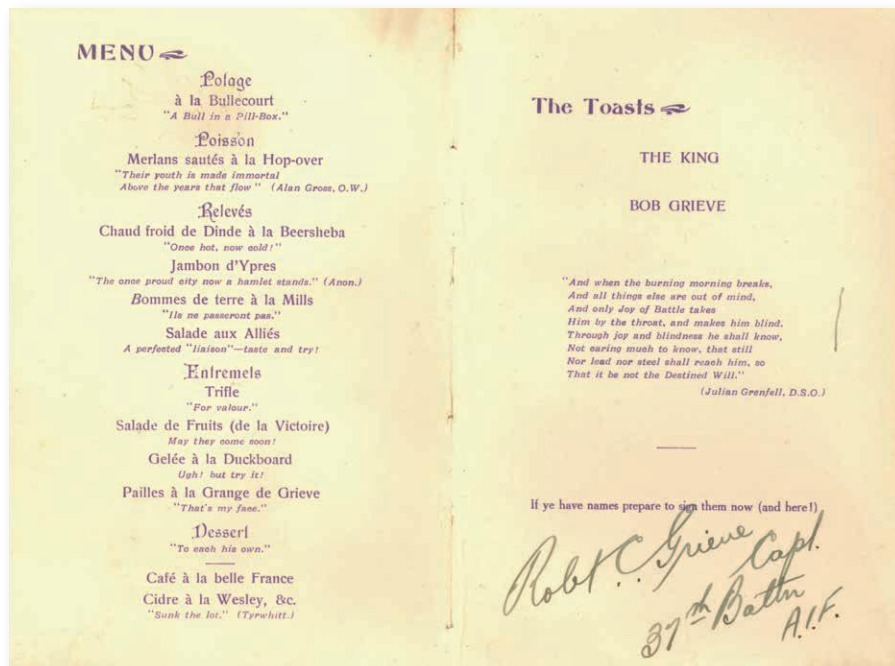 MENU
Potage
à la Bullecourt
"A Bull in a Pill-Box."
Poisson
Merlans sautés à la Hop-over
"Their youth is made immortal
Above the years that flow" (Alan Gross, O.W.)
Relevés
Chaud froid de Dinde à la Beersheba
"Once hot, now cold!"
Jambon d'Ypres
"The once proud city now a hamlet stands." (Anon.)
Bommes de terre à la Mills
"Ils ne passeront pas."
Salade aux Alliés
A perfected "liaison"—taste and try!
Entremets
Trifle
"For valour."
Salade de Fruits (de la Victoire)
May they come soon!
Gelée à la Duckboard
Ugh! but try it!
Pailles à la Grange de Grieve
"That's my face."
Dessert
"To each his own."
Café à la belle France
Cidre à la Wesley, &c.
"Sunk the lot." (Tyrwhitt.)
The Toasts
THE KING
BOB GRIEVE
"And when the burning morning breaks,
And all things else are out of mind,
And only Joy of Battle takes
Him by the throat, and makes him blind,
Through joy and blindness he shall know,
Not caring much to know, that still
Nor lead nor steel shall reach him, so
That it be not the Destined Will."
(Julian Grenfell, D.S.O.)
If ye have names prepare to sign them now (and here!)
Robt. C. Grieve Capt.
37th Battn
A.I.F.